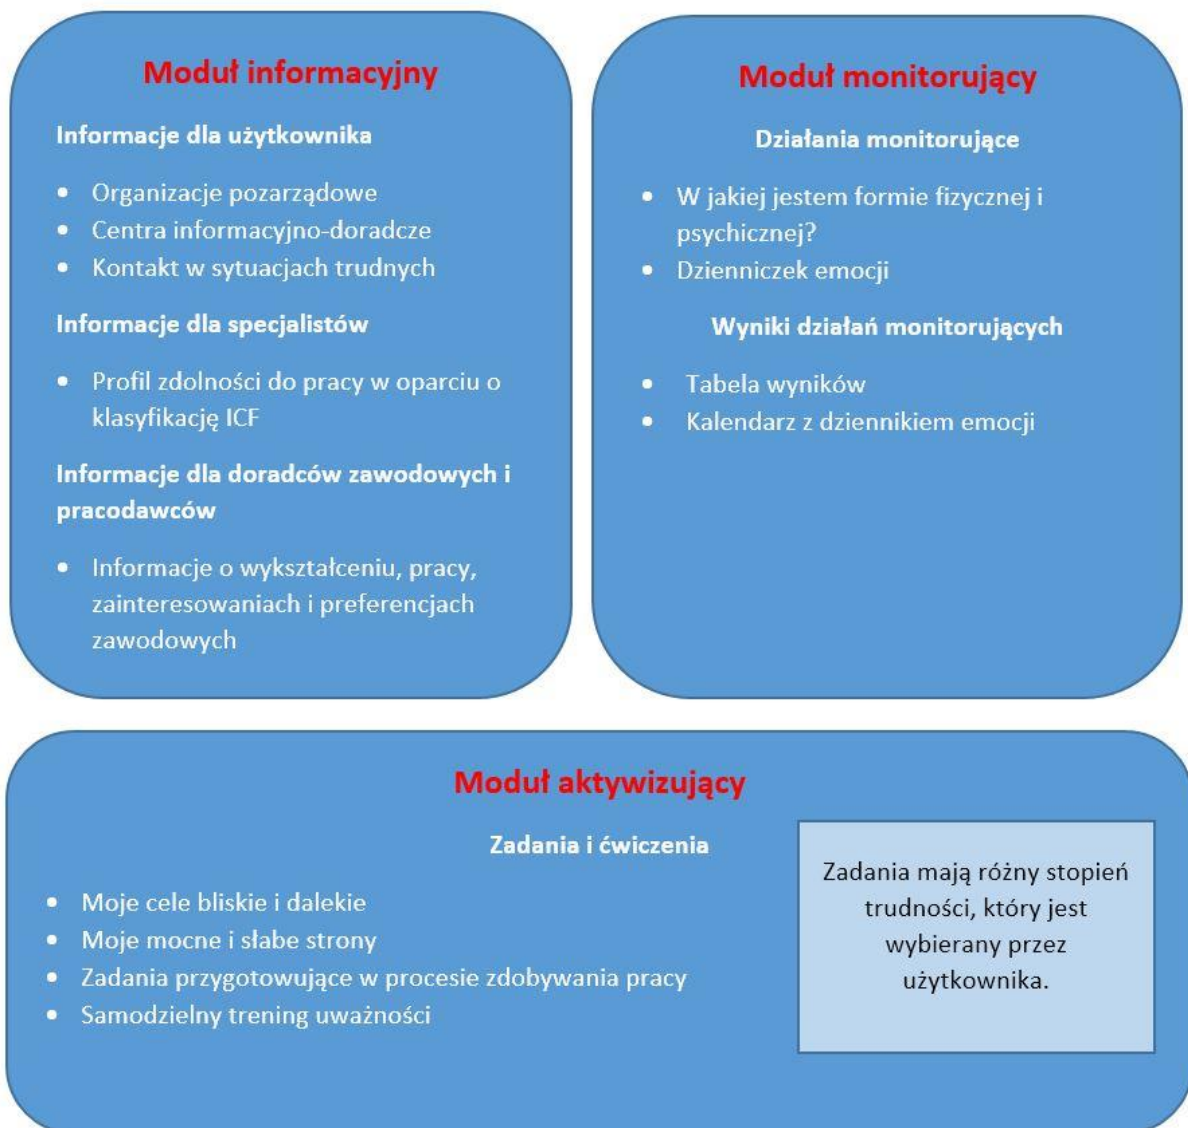 Moduł informacyjny
Informacje dla użytkownika
• Organizacje pozarządowe
• Centra informacyjno-doradcze
• Kontakt w sytuacjach trudnych
Informacje dla specjalistów
• Profil zdolności do pracy w oparciu o
klasyfikację ICF
Informacje dla doradców zawodowych i
pracodawców
• Informacje o wykształceniu, pracy,
zainteresowaniach i preferencjach
zawodowych
Moduł monitorujący
Działania monitorujące
• W jakiej jestem formie fizycznej i
psychicznej?
• Dzienniczek emocji
Wyniki działań monitorujących
• Tabela wyników
• Kalendarz z dziennikiem emocji
Moduł aktywizujący
Zadania i ćwiczenia
• Moje cele bliskie i dalekie
• Moje mocne i słabe strony
• Zadania przygotowujące w procesie zdobywania pracy
• Samodzielny trening uważności
Zadania mają różny stopień
trudności, który jest
wybierany przez
użytkownika.